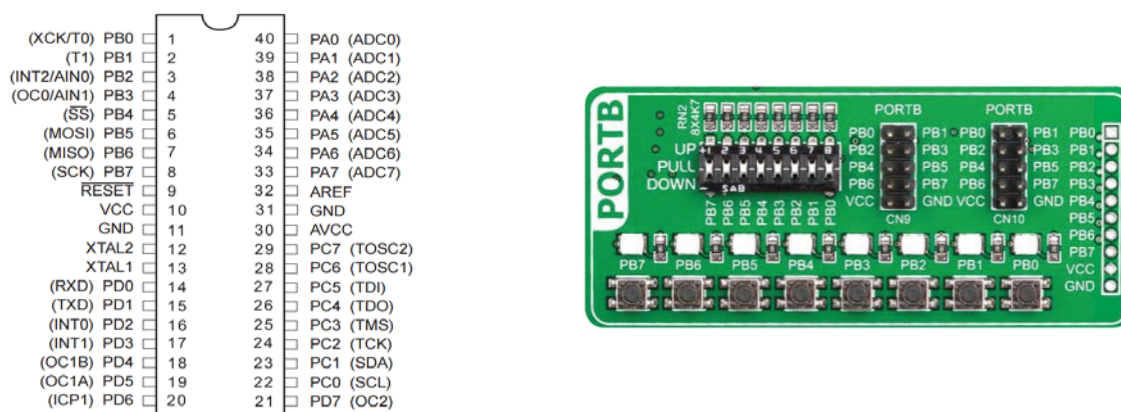 (XCK/T0) PB0 1 40 PA0 (ADC0)
(T1) PB1 2 39 PA1 (ADC1)
(INT2/AIN0) PB2 3 38 PA2 (ADC2)
(OC0/AIN1) PB3 4 37 PA3 (ADC3)
(SS) PB4 5 36 PA4 (ADC4)
(MOSI) PB5 6 35 PA5 (ADC5)
(MISO) PB6 7 34 PA6 (ADC6)
(SCK) PB7 8 33 PA7 (ADC7)
RESET 9 32 AREF
VCC 10 31 GND
GND 11 30 AVCC
XTAL2 12 29 PC7 (TOSC2)
XTAL1 13 28 PC6 (TOSC1)
(RXD) PD0 14 27 PC5 (TDI)
(TXD) PD1 15 26 PC4 (TDO)
(INT0) PD2 16 25 PC3 (TMS)
(INT1) PD3 17 24 PC2 (TCK)
(OC1B) PD4 18 23 PC1 (SDA)
(OC1A) PD5 19 22 PC0 (SCL)
(ICP1) PD6 20 21 PD7 (OC2)
PORTB
RN2
8X4K7
UP
PULL
DOWN
+ 1 2 3 4 5 6 7 8
PB7 PB6 PB5 PB4 PB3 PB2 PB1 PB0
PORTB
PB0 PB1
PB2 PB3
PB4 PB5
PB6 PB7
VCC GND
CN9
PORTB
PB0 PB1
PB2 PB3
PB4 PB5
PB6 PB7
VCC GND
CN10
PB0
PB1
PB2
PB3
PB4
PB5
PB6
PB7
VCC
GND
PB7 PB6 PB5 PB4 PB3 PB2 PB1 PB0